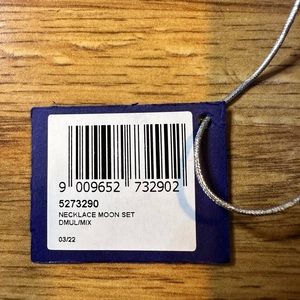 9 009652 732902
5273290
NECKLACE MOON SET
DMUL/MIX
03/22